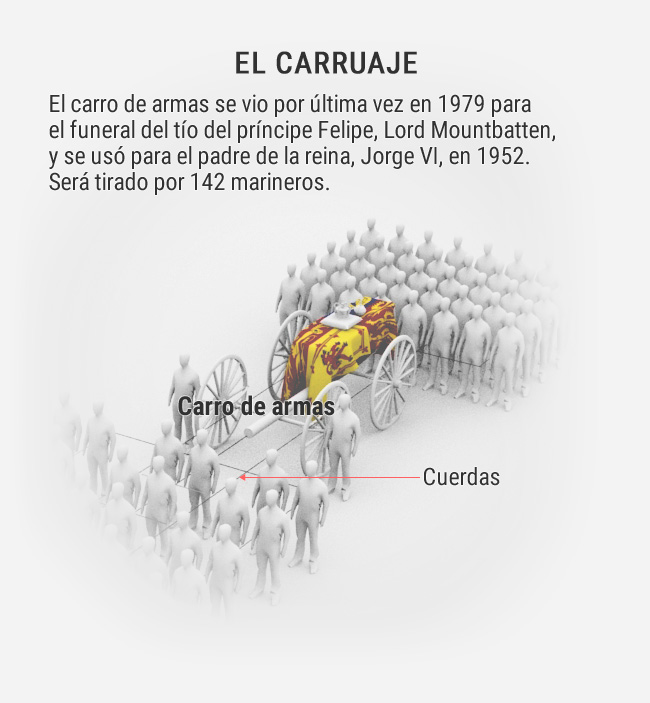 EL CARRUAJE
El carro de armas se vio por última vez en 1979 para
el funeral del tío del príncipe Felipe, Lord Mountbatten,
y se usó para el padre de la reina, Jorge VI, en 1952.
Será tirado por 142 marineros.
Carro de armas
Cuerdas